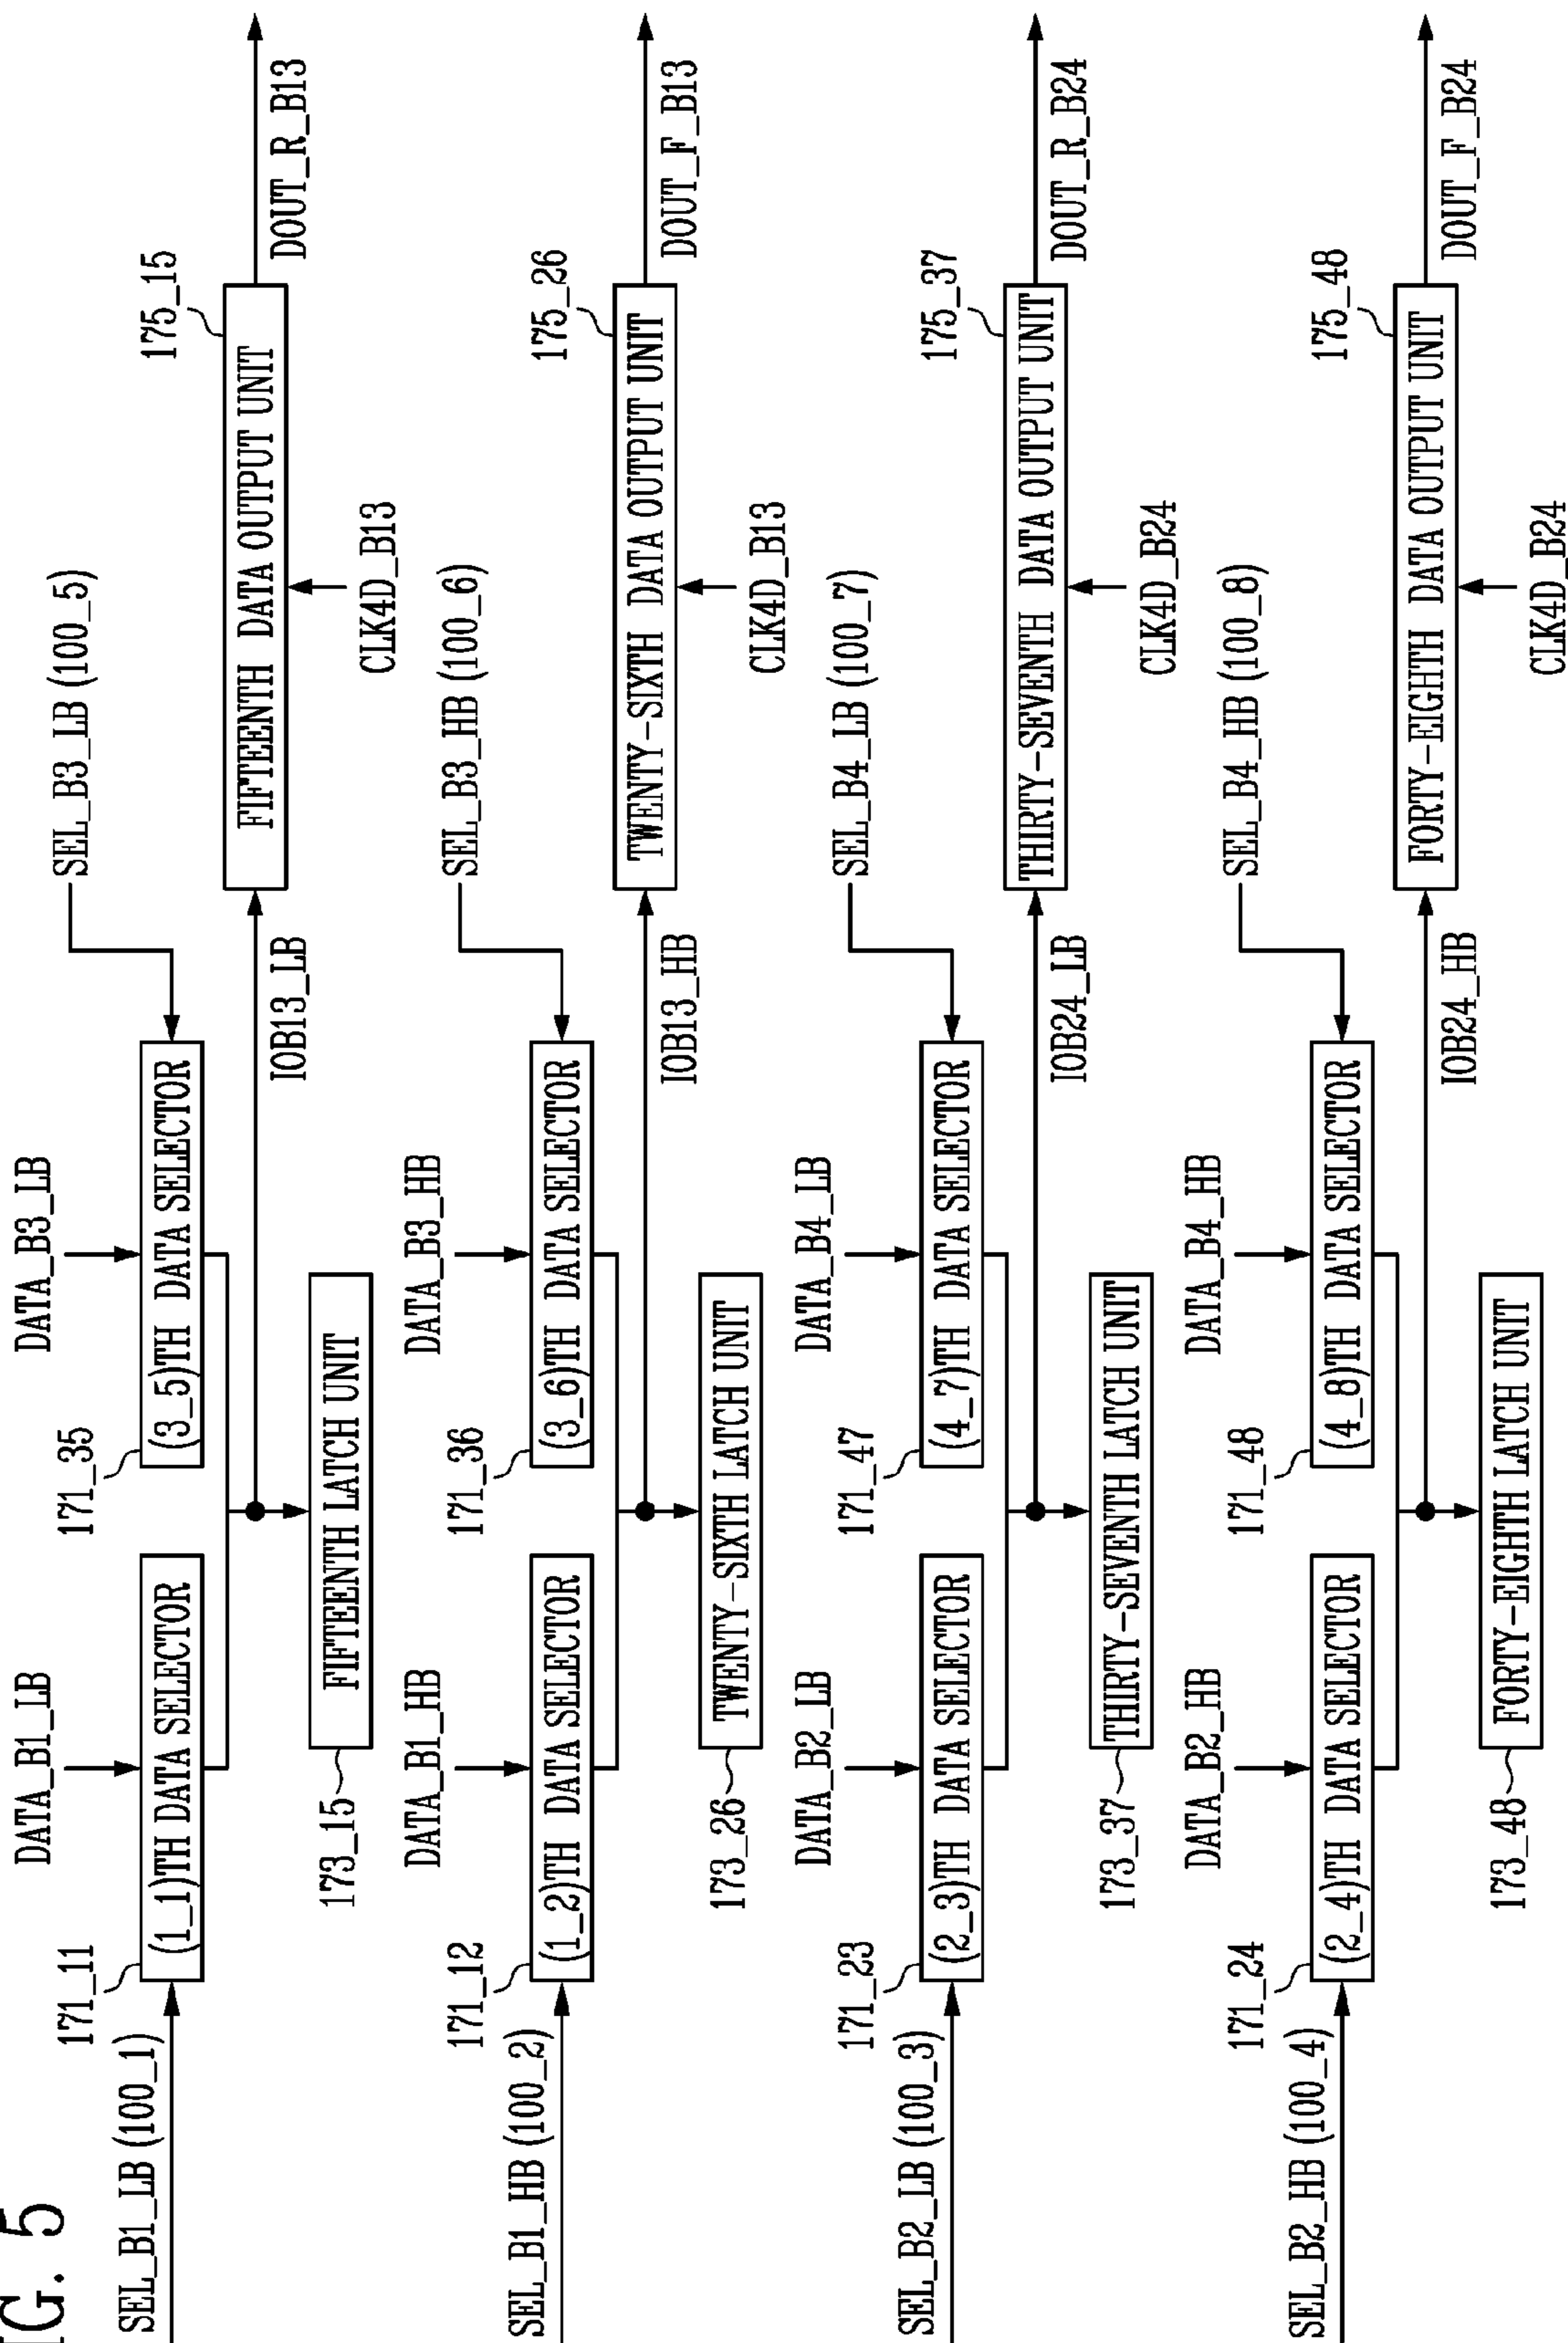 FIG. 5
SEL_B1_LB (100_1)
171_11
DATA_B1_LB
(1_1)TH DATA SELECTOR
171_35
DATA_B3_LB
(3_5)TH DATA SELECTOR
SEL_B3_LB (100_5)
173_15
FIFTEENTH LATCH UNIT
IOB13_LB
175_15
FIFTEENTH DATA OUTPUT UNIT
CLK4D_B13
DOUT_R_B13
SEL_B1_HB (100_2)
171_12
DATA_B1_HB
(1_2)TH DATA SELECTOR
171_36
DATA_B3_HB
(3_6)TH DATA SELECTOR
SEL_B3_HB (100_6)
173_26
TWENTY-SIXTH LATCH UNIT
IOB13_HB
175_26
TWENTY-SIXTH DATA OUTPUT UNIT
CLK4D_B13
DOUT_F_B13
SEL_B2_LB (100_3)
171_23
DATA_B2_LB
(2_3)TH DATA SELECTOR
171_47
DATA_B4_LB
(4_7)TH DATA SELECTOR
SEL_B4_LB (100_7)
173_37
THIRTY-SEVENTH LATCH UNIT
IOB24_LB
175_37
THIRTY-SEVENTH DATA OUTPUT UNIT
CLK4D_B24
DOUT_R_B24
SEL_B2_HB (100_4)
171_24
DATA_B2_HB
(2_4)TH DATA SELECTOR
171_48
DATA_B4_HB
(4_8)TH DATA SELECTOR
SEL_B4_HB (100_8)
173_48
FORTY-EIGHTH LATCH UNIT
IOB24_HB
175_48
FORTY-EIGHTH DATA OUTPUT UNIT
CLK4D_B24
DOUT_F_B24